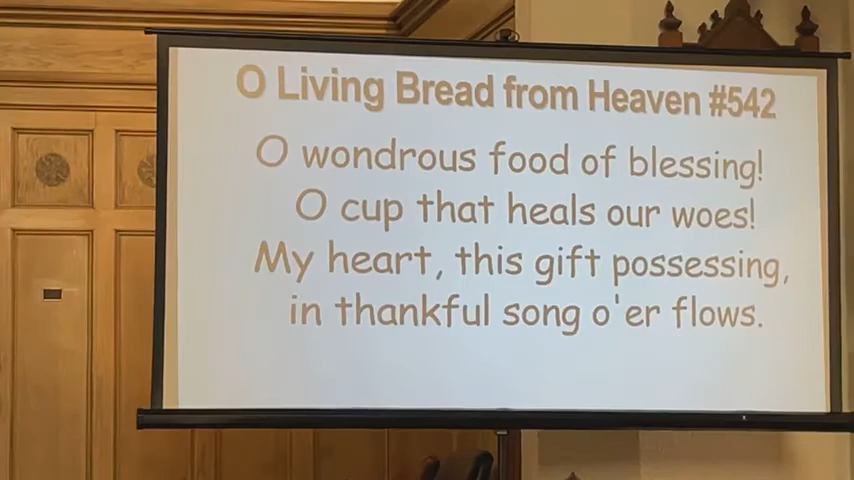 O Living Bread from Heaven #542
O wondrous food of blessing!
O cup that heals our woes!
My heart, this gift possessing,
in thankful song o'er flows.